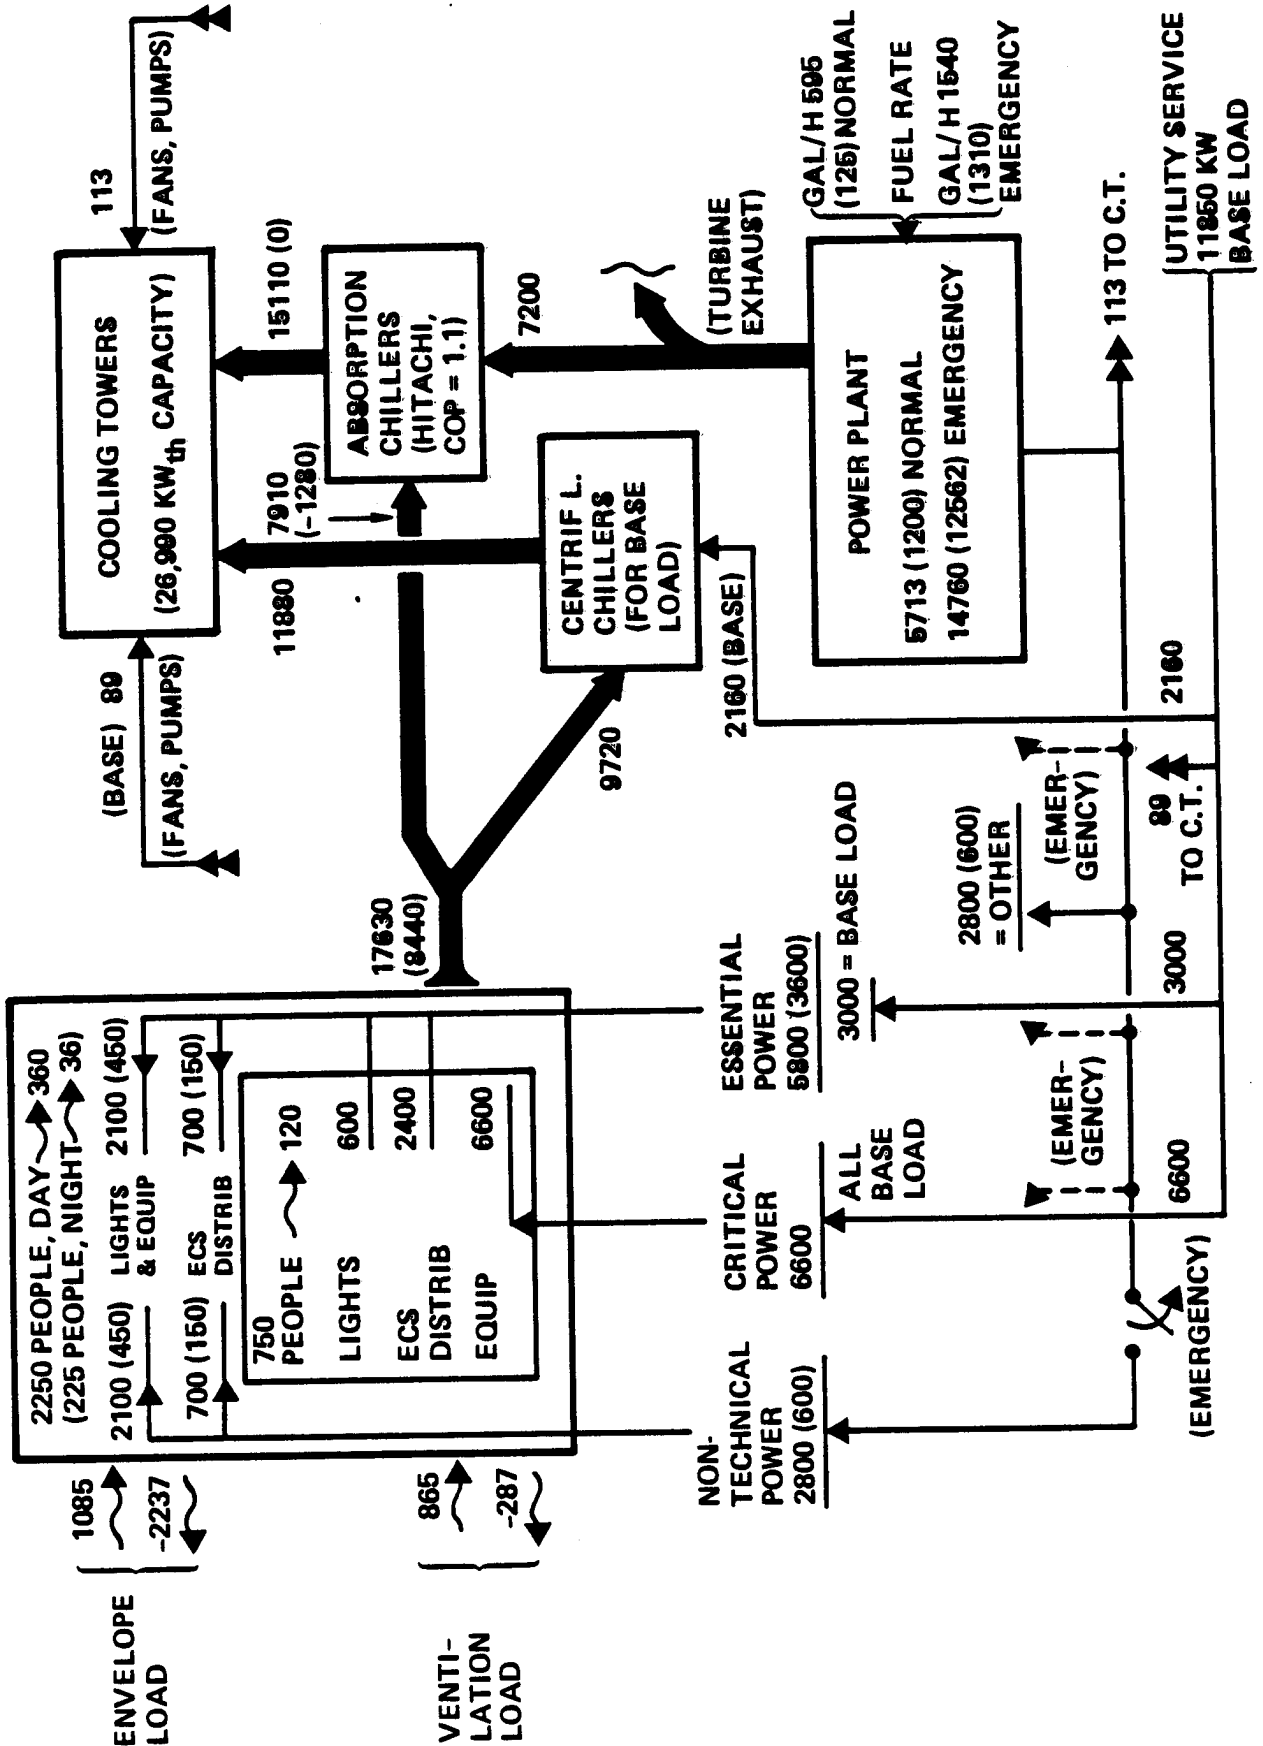 ENVELOPE
LOAD
1085
-2237
VENTI-
LATION
LOAD
865
-287
2250 PEOPLE, DAY 360
(225 PEOPLE, NIGHT 36)
2100 (450)
LIGHTS
& EQUIP
2100 (450)
700 (150)
ECS
DISTRIB
700 (150)
750
PEOPLE
120
LIGHTS
600
ECS
DISTRIB
2400
EQUIP
6600
17630
(8440)
(BASE) 89
(FANS, PUMPS)
COOLING TOWERS
(26,990 KWth CAPACITY)
113
(FANS, PUMPS)
11880
7910
(-1280)
15110 (0)
ABSORPTION
CHILLERS
(HITACHI,
COP = 1.1)
9720
CENTRIF L.
CHILLERS
(FOR BASE
LOAD)
7200
(TURBINE
EXHAUST)
2160 (BASE)
POWER PLANT
5713 (1200) NORMAL
14760 (12562) EMERGENCY
GAL/H 595
(125) NORMAL
FUEL RATE
GAL/H 1540
(1310)
EMERGENCY
NON-
TECHNICAL
POWER
2800 (600)
CRITICAL
POWER
6600
ALL
BASE
LOAD
ESSENTIAL
POWER
5800 (3600)
3000 = BASE LOAD
2800 (600)
= OTHER
(EMER-
GENCY)
(EMER-
GENCY)
113 TO C.T.
(EMERGENCY)
6600
3000
89
TO C.T.
2160
UTILITY SERVICE
11850 KW
BASE LOAD